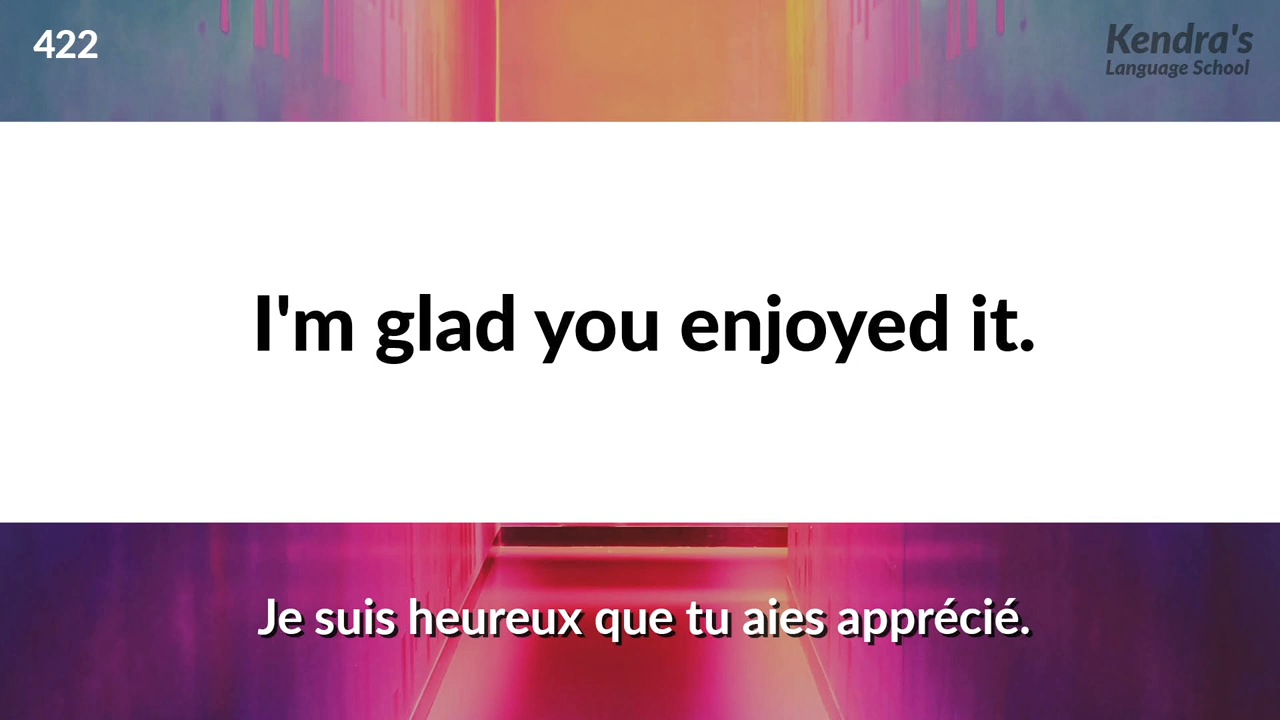 422
Kendra's
Language School
I'm glad you enjoyed it.
Je suis heureux que tu aies apprécié.